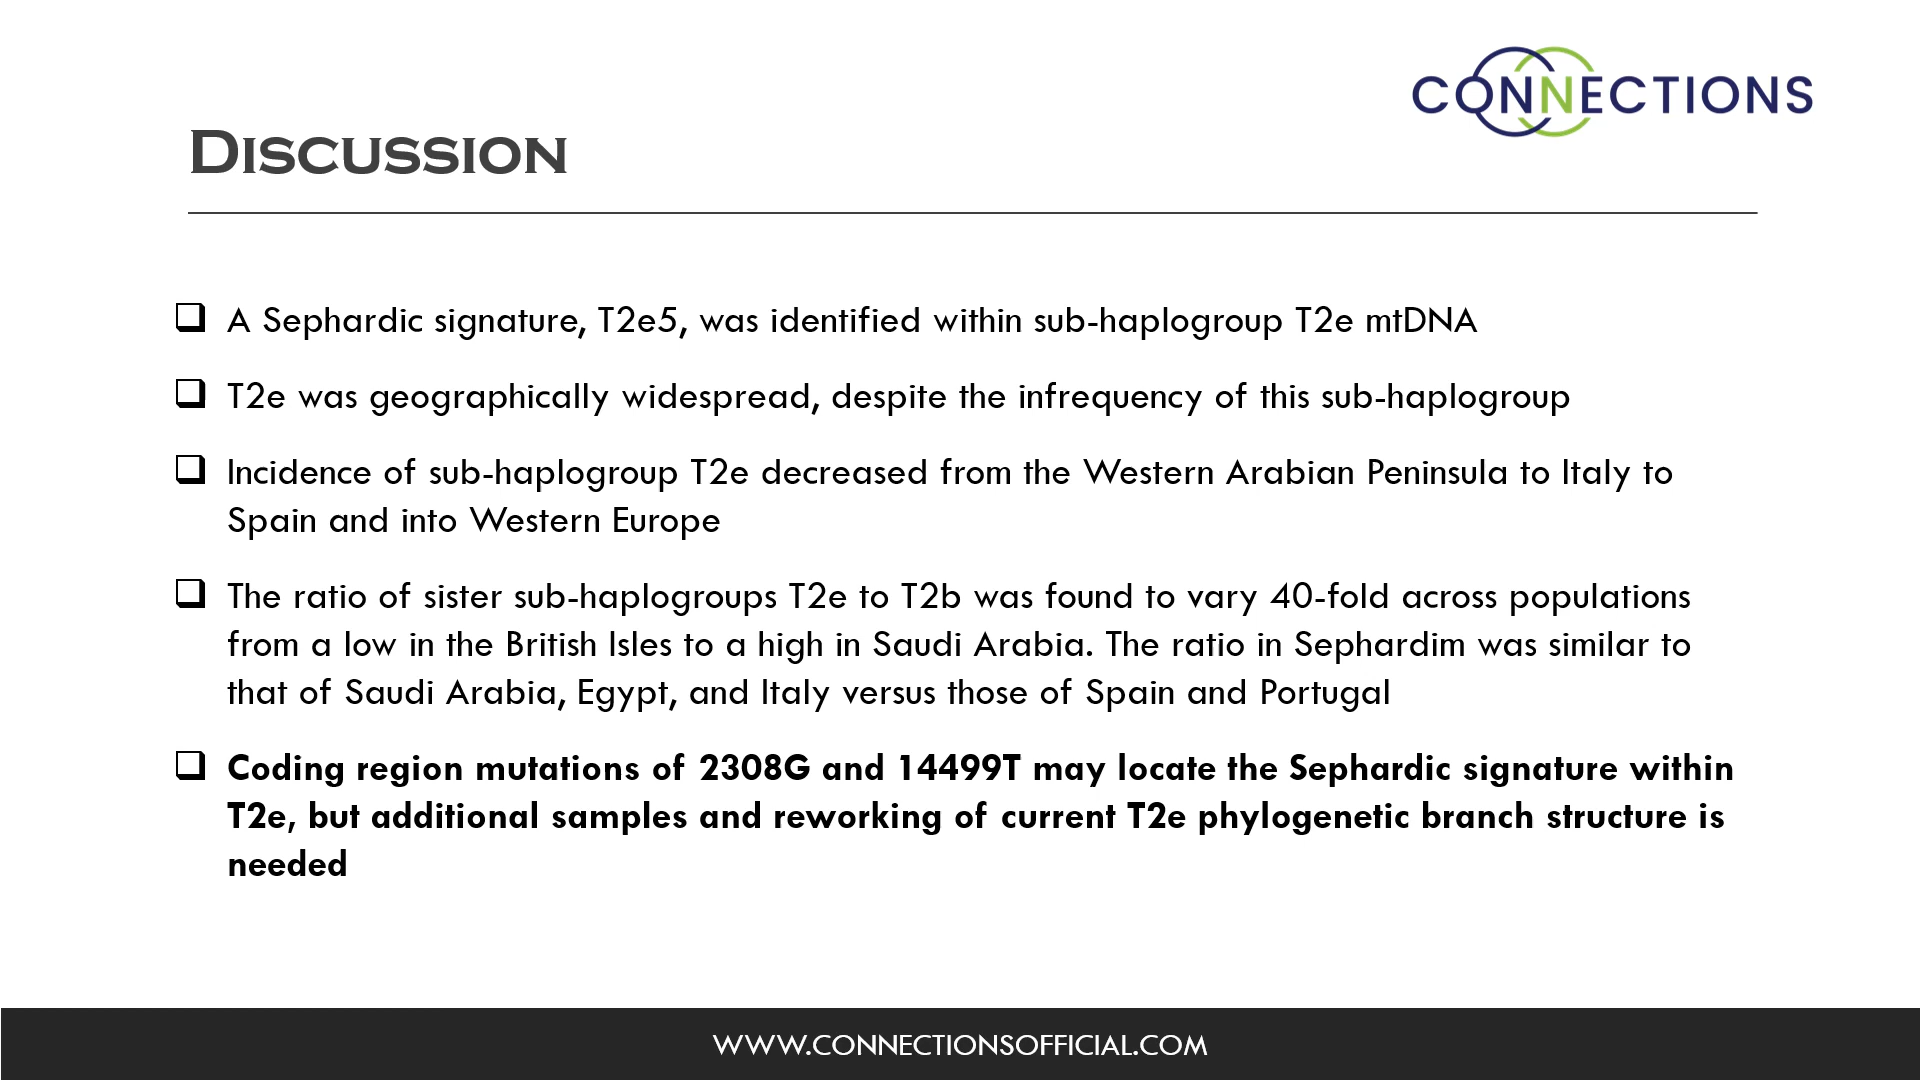 CONNECTIONS
Discussion
A Sephardic signature, T2e5, was identified within sub-haplogroup T2e mtDNA
T2e was geographically widespread, despite the infrequency of this sub-haplogroup
Incidence of sub-haplogroup T2e decreased from the Western Arabian Peninsula to Italy to
Spain and into Western Europe
The ratio of sister sub-haplogroups T2e to T2b was found to vary 40-fold across populations
from a low in the British Isles to a high in Saudi Arabia. The ratio in Sephardim was similar to
that of Saudi Arabia, Egypt, and Italy versus those of Spain and Portugal
Coding region mutations of 2308G and 14499T may locate the Sephardic signature within
T2e, but additional samples and reworking of current T2e phylogenetic branch structure is
needed
WWW.CONNECTIONSOFFICIAL.COM